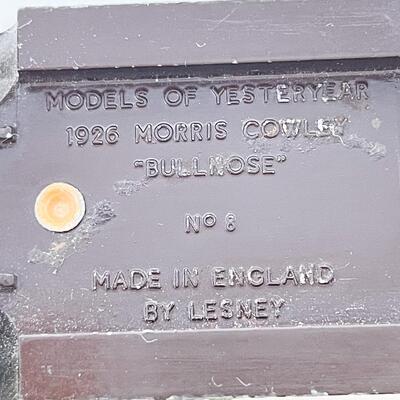 MODELS OF YESTERYEAR
1926 MORRIS COWLEY
"BULLNOSE"
Nº 8
MADE IN ENGLAND
BY LESNEY